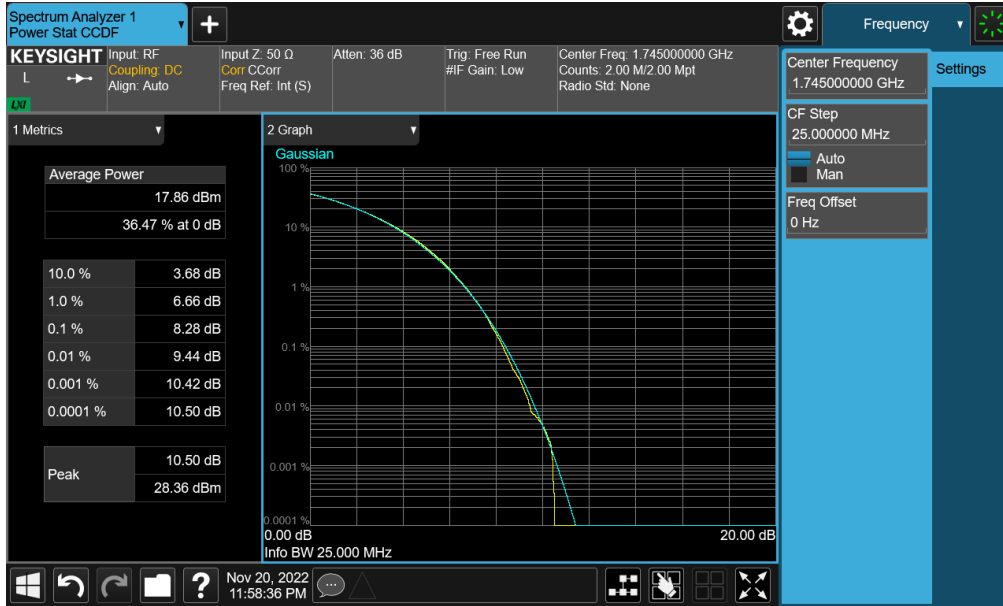 Spectrum Analyzer 1
Power Stat CCDF
Frequency
KEYSIGHT
L
LXI
Input: RF
Coupling: DC
Align: Auto
Input Z: 50 Ω
Corr CCorr
Freq Ref: Int (S)
Atten: 36 dB
Trig: Free Run
#IF Gain: Low
Center Freq: 1.745000000 GHz
Counts: 2.00 M/2.00 Mpt
Radio Std: None
Center Frequency
1.745000000 GHz
Settings
CF Step
25.000000 MHz
Auto
Man
Freq Offset
0 Hz
1 Metrics
Average Power
17.86 dBm
36.47 % at 0 dB
10.0 % 3.68 dB
1.0 % 6.66 dB
0.1 % 8.28 dB
0.01 % 9.44 dB
0.001 % 10.42 dB
0.0001 % 10.50 dB
Peak
10.50 dB
28.36 dBm
2 Graph
Gaussian
100 %
10 %
1 %
0.1 %
0.01 %
0.001 %
0.0001 %
0.00 dB 20.00 dB
Info BW 25.000 MHz
?
Nov 20, 2022
11:58:36 PM